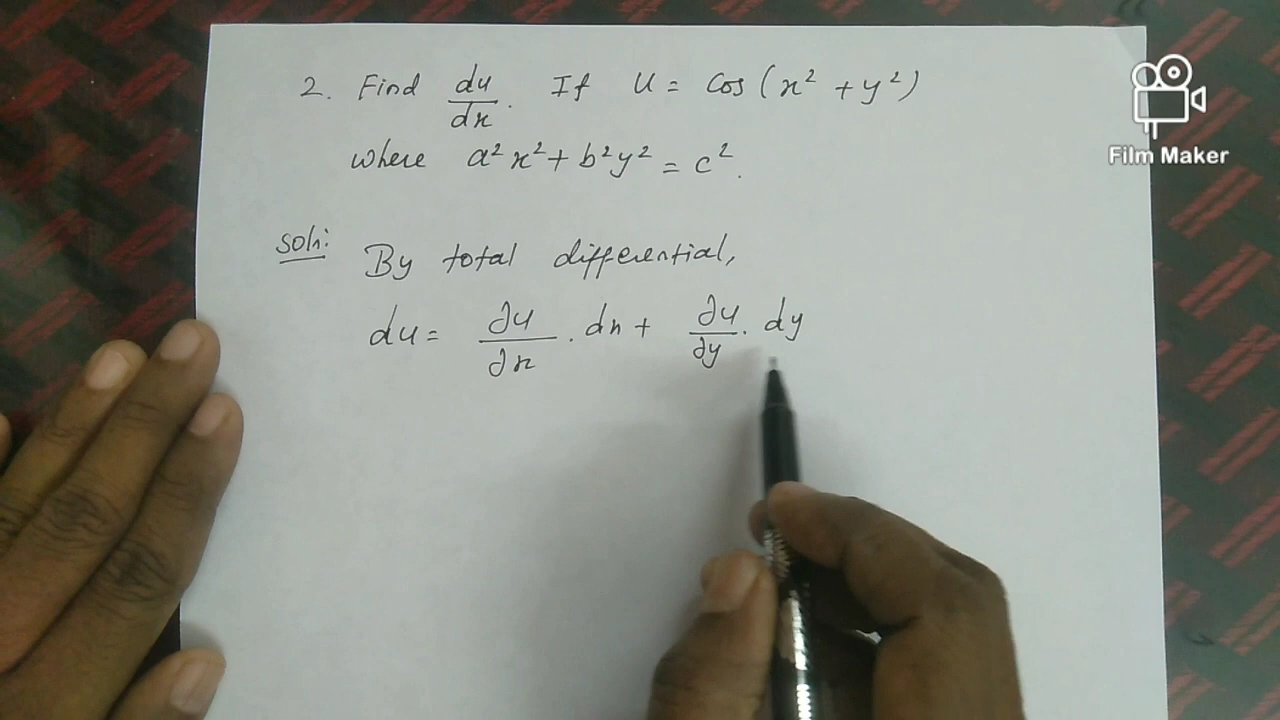 2. Find du/dx. If u = cos(x² + y²)
where a²x² + b²y² = c².
Soln:
By total differential,
du = ∂u/∂x . dx + ∂u/∂y . dy
Film Maker